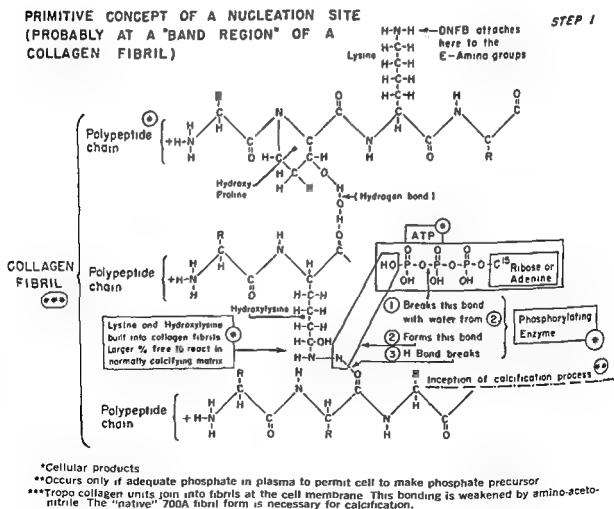 PRIMITIVE CONCEPT OF A NUCLEATION SITE
(PROBABLY AT A "BAND REGION" OF A
COLLAGEN FIBRIL)
STEP 1
H-N-H
DNFB attaches
here to the
E-Amino groups
Lysine
Polypeptide
chain
*
Hydroxy
Proline
(Hydrogen bond)
COLLAGEN
FIBRIL
***
Polypeptide
chain
Hydroxylysine
ATP
*
Ribose or
Adenine
① Breaks this bond
with water from ②
② Forms this bond
③ H Bond breaks
Phosphorylating
Enzyme
*
Lysine and Hydroxylysine
built into collagen fibrils
Larger % free to react in
normally calcifying matrix
*
Inception of calcification process
**
Polypeptide
chain
*Cellular products
**Occurs only if adequate phosphate in plasma to permit cell to make phosphate precursor
***Tropo collagen units join into fibrils at the cell membrane This bonding is weakened by amino-aceto-
nitrile The "native" 700A fibril form is necessary for calcification.